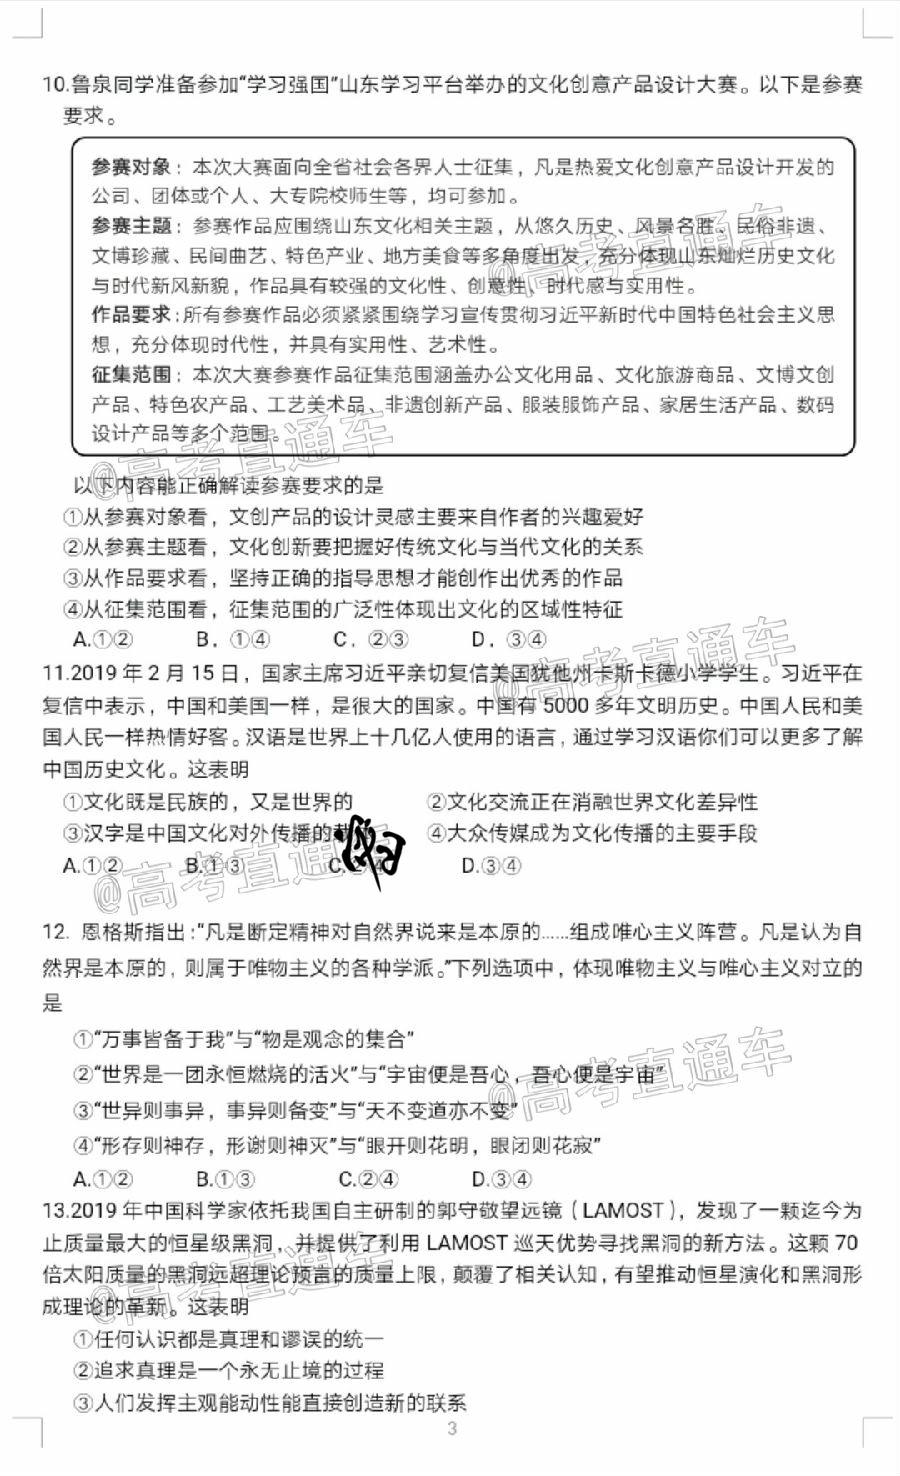 10.鲁泉同学准备参加“学习强国”山东学习平台举办的文化创意产品设计大赛。以下是参赛
要求。
参赛对象：本次大赛面向全省社会各界人士征集，凡是热爱文化创意产品设计开发的
公司、团体或个人、大专院校师生等，均可参加。
参赛主题：参赛作品应围绕山东文化相关主题，从悠久历史、风景名胜、民俗非遗、
文博珍藏、民间曲艺、特色产业、地方美食等多角度出发，充分体现山东灿烂历史文化
与时代新风新貌，作品具有较强的文化性、创意性、时代感与实用性。
作品要求:所有参赛作品必须紧紧围绕学习宣传贯彻习近平新时代中国特色社会主义思
想，充分体现时代性，并具有实用性、艺术性。
征集范围：本次大赛参赛作品征集范围涵盖办公文化用品、文化旅游商品、文博文创
产品、特色农产品、工艺美术品、非遗创新产品、服装服饰产品、家居生活产品、数码
设计产品等多个范围。
以下内容能正确解读参赛要求的是
①从参赛对象看，文创产品的设计灵感主要来自作者的兴趣爱好
②从参赛主题看，文化创新要把握好传统文化与当代文化的关系
③从作品要求看，坚持正确的指导思想才能创作出优秀的作品
④从征集范围看，征集范围的广泛性体现出文化的区域性特征
A.①② B．①④ C．②③ D．③④
11.2019 年 2 月 15 日，国家主席习近平亲切复信美国犹他州卡斯卡德小学学生。习近平在
复信中表示，中国和美国一样，是很大的国家。中国有 5000 多年文明历史。中国人民和美
国人民一样热情好客。汉语是世界上十几亿人使用的语言，通过学习汉语你们可以更多了解
中国历史文化。这表明
①文化既是民族的，又是世界的 ②文化交流正在消融世界文化差异性
③汉字是中国文化对外传播的 ④大众传媒成为文化传播的主要手段
A.①② B.①③ C. D.③④
12. 恩格斯指出:“凡是断定精神对自然界说来是本原的……组成唯心主义阵营。凡是认为自
然界是本原的，则属于唯物主义的各种学派。”下列选项中，体现唯物主义与唯心主义对立的
是
①“万事皆备于我”与“物是观念的集合”
②“世界是一团永恒燃烧的活火”与“宇宙便是吾心，吾心便是宇宙”
③“世异则事异，事异则备变”与“天不变道亦不变”
④“形存则神存，形谢则神灭”与“眼开则花明，眼闭则花寂”
A.①② B.①③ C.②④ D.③④
13.2019 年中国科学家依托我国自主研制的郭守敬望远镜（LAMOST），发现了一颗迄今为
止质量最大的恒星级黑洞，并提供了利用 LAMOST 巡天优势寻找黑洞的新方法。这颗 70
倍太阳质量的黑洞远超理论预言的质量上限，颠覆了相关认知，有望推动恒星演化和黑洞形
成理论的革新。这表明
①任何认识都是真理和谬误的统一
②追求真理是一个永无止境的过程
③人们发挥主观能动性能直接创造新的联系
3
@高考直通车
@高考直通车
@高考直通车
@高考直通车
@高考直通车
@高考直通车